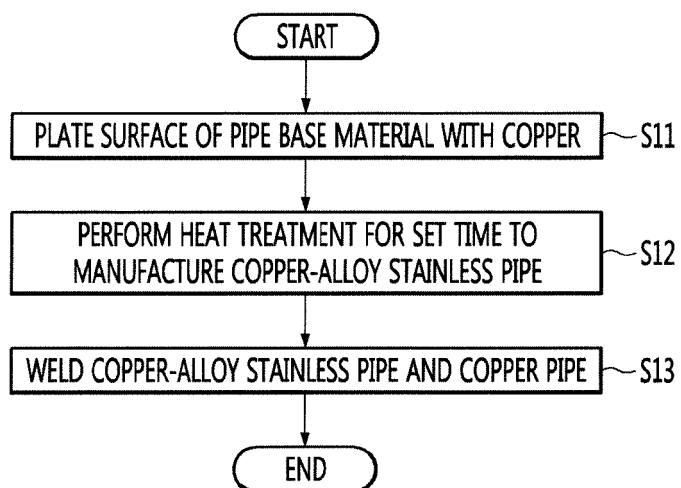 START
PLATE SURFACE OF PIPE BASE MATERIAL WITH COPPER
S11
PERFORM HEAT TREATMENT FOR SET TIME TO
MANUFACTURE COPPER-ALLOY STAINLESS PIPE
S12
WELD COPPER-ALLOY STAINLESS PIPE AND COPPER PIPE
S13
END